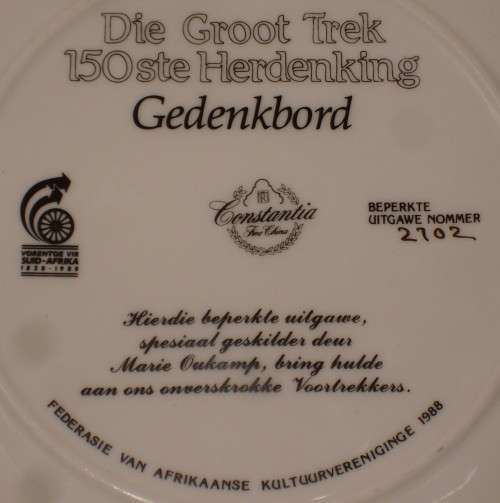 Die Groot Trek
150ste Herdenking
Gedenkbord
VORENTOE VIR
SUID-AFRIKA
1838-1988
Constantia
Fine China
BEPERKTE
UITGAWE NOMMER
2702
Hierdie beperkte uitgawe,
spesiaal geskilder deur
Marie Oukamp, bring hulde
aan ons onverskrokke Voortrekkers.
FEDERASIE VAN AFRIKAANSE KULTUURVERENIGINGE 1988